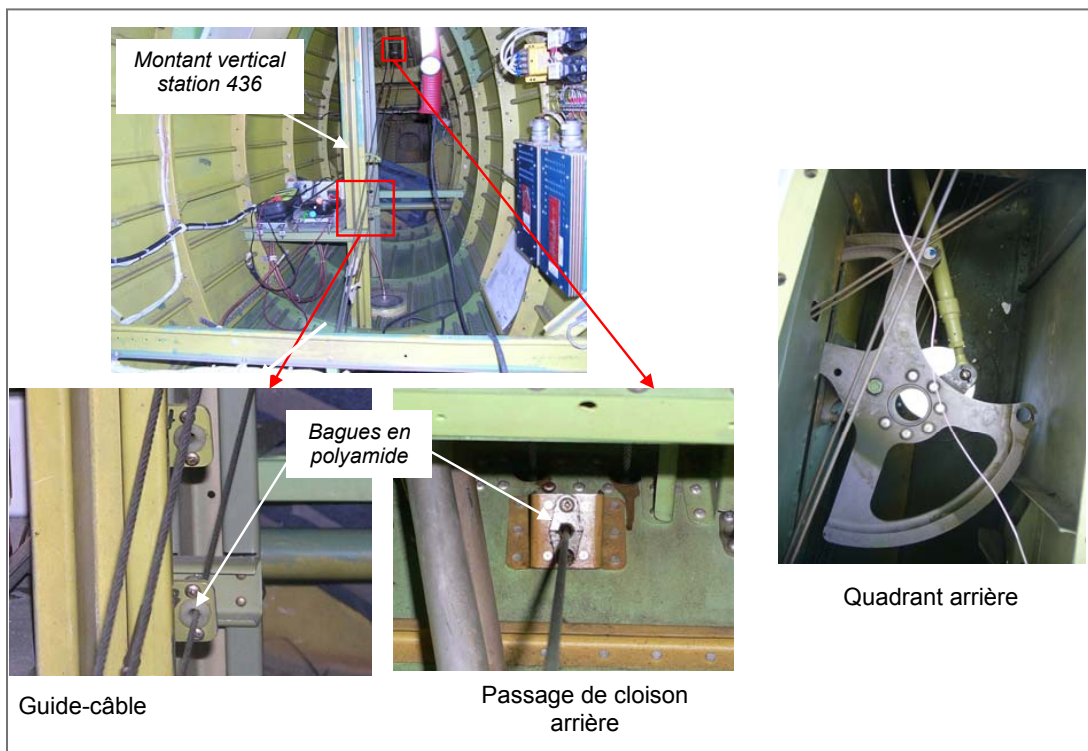 Montant vertical
station 436
Bagues en
polyamide
Guide-câble
Passage de cloison
arrière
Quadrant arrière